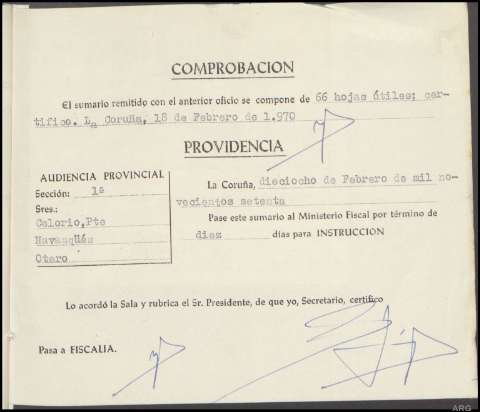 COMPROBACION
El sumario remitido con el anterior oficio se compone de 66 hojas útiles; cer-
tifico. La Coruña, 18 de Febrero de 1.970
PROVIDENCIA
AUDIENCIA PROVINCIAL
Sección: 1ª
Sres.:
Calorio,Pte
Navasqüés
Otero
La Coruña, dieciocho de Febrero de mil no-
vecientos setenta
Pase este sumario al Ministerio Fiscal por término de
diez días para INSTRUCCION
Lo acordó la Sala y rubrica el Sr. Presidente, de que yo, Secretario, certifico
Pasa a FISCALIA.
ARG